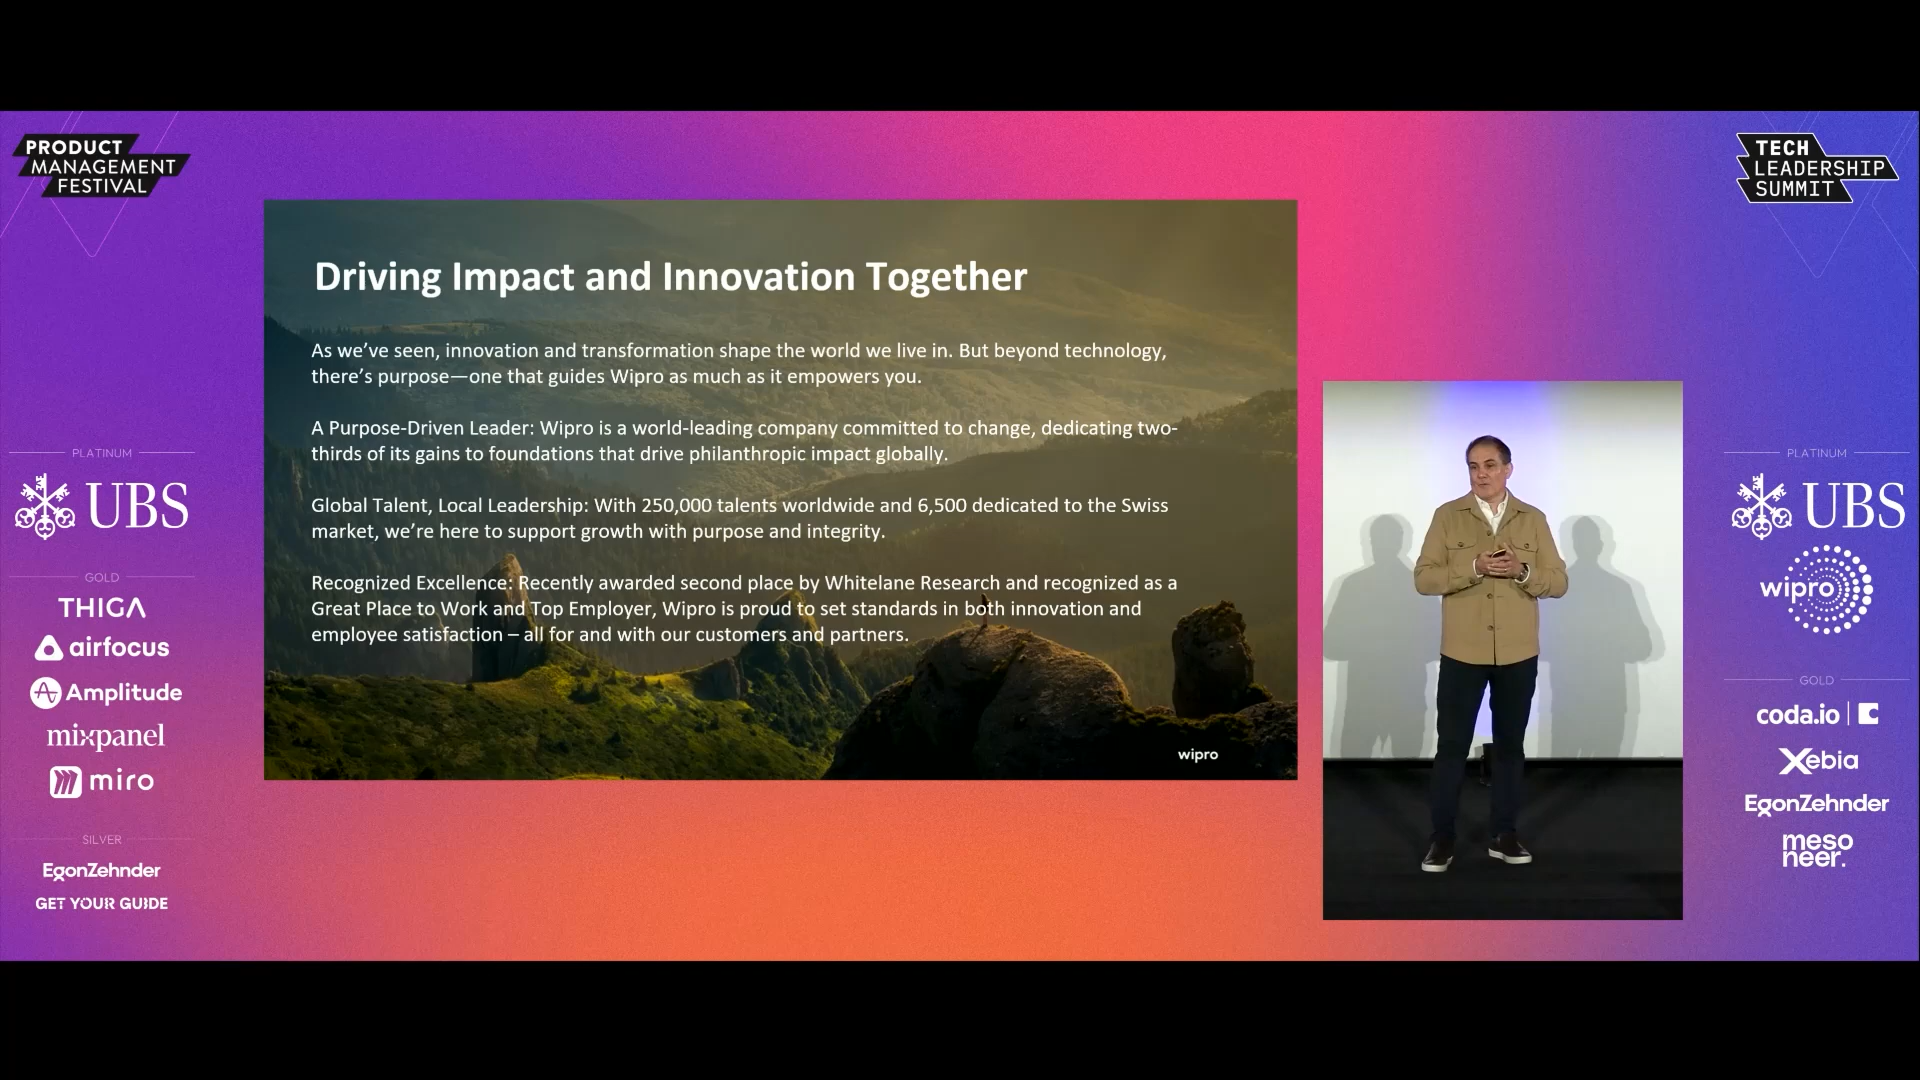 PRODUCT
MANAGEMENT
FESTIVAL
TECH
LEADERSHIP
SUMMIT
Driving Impact and Innovation Together
As we’ve seen, innovation and transformation shape the world we live in. But beyond technology,
there’s purpose—one that guides Wipro as much as it empowers you.
A Purpose-Driven Leader: Wipro is a world-leading company committed to change, dedicating two-
thirds of its gains to foundations that drive philanthropic impact globally.
Global Talent, Local Leadership: With 250,000 talents worldwide and 6,500 dedicated to the Swiss
market, we’re here to support growth with purpose and integrity.
Recognized Excellence: Recently awarded second place by Whitelane Research and recognized as a
Great Place to Work and Top Employer, Wipro is proud to set standards in both innovation and
employee satisfaction – all for and with our customers and partners.
wipro
PLATINUM
UBS
GOLD
THIGA
airfocus
Amplitude
mixpanel
miro
SILVER
EgonZehnder
GET YOUR GUIDE
PLATINUM
UBS
wipro
GOLD
coda.io
Xebia
EgonZehnder
meso
neer.